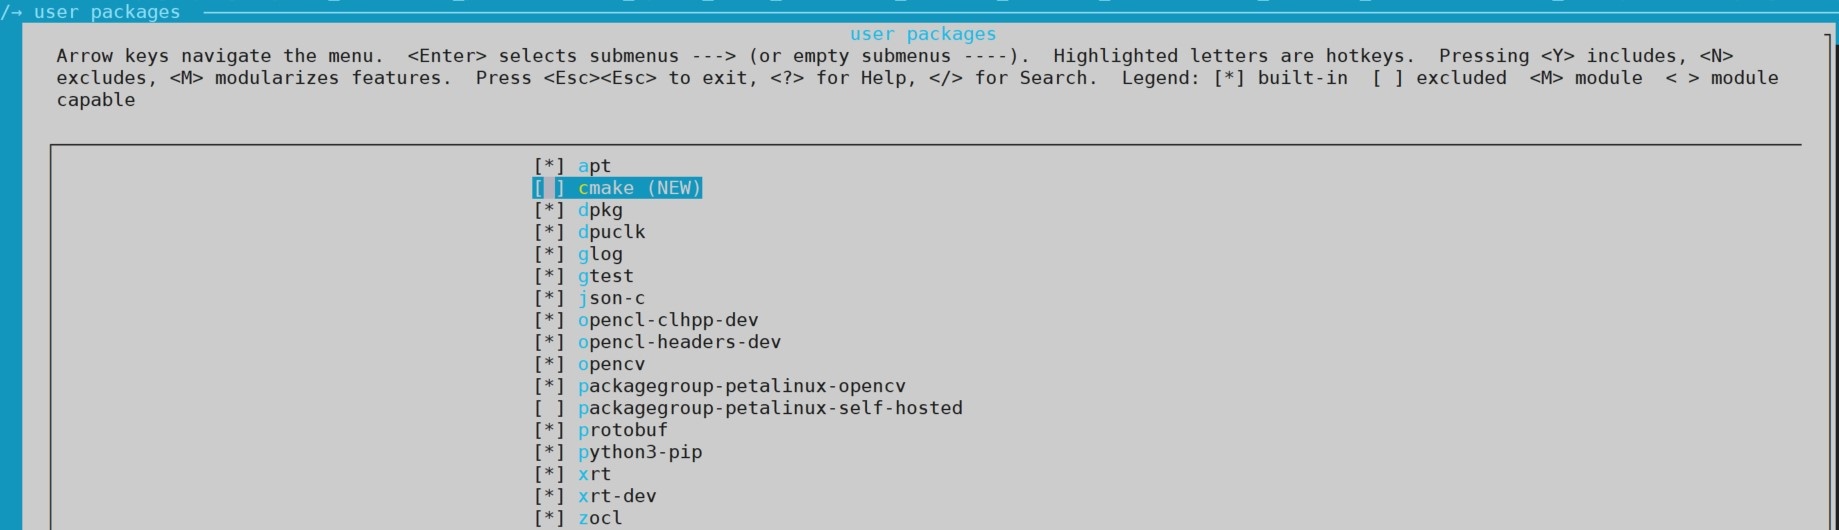 /→ user packages
user packages
Arrow keys navigate the menu.  <Enter> selects submenus ---> (or empty submenus ----).  Highlighted letters are hotkeys.  Pressing <Y> includes, <N>
excludes, <M> modularizes features.  Press <Esc><Esc> to exit, <?> for Help, </> for Search.  Legend: [*] built-in  [ ] excluded  <M> module  < > module
capable
[*] apt
[ ] cmake (NEW)
[*] dpkg
[*] dpuclk
[*] glog
[*] gtest
[*] json-c
[*] opencl-clhpp-dev
[*] opencl-headers-dev
[*] opencv
[*] packagegroup-petalinux-opencv
[ ] packagegroup-petalinux-self-hosted
[*] protobuf
[*] python3-pip
[*] xrt
[*] xrt-dev
[*] zocl